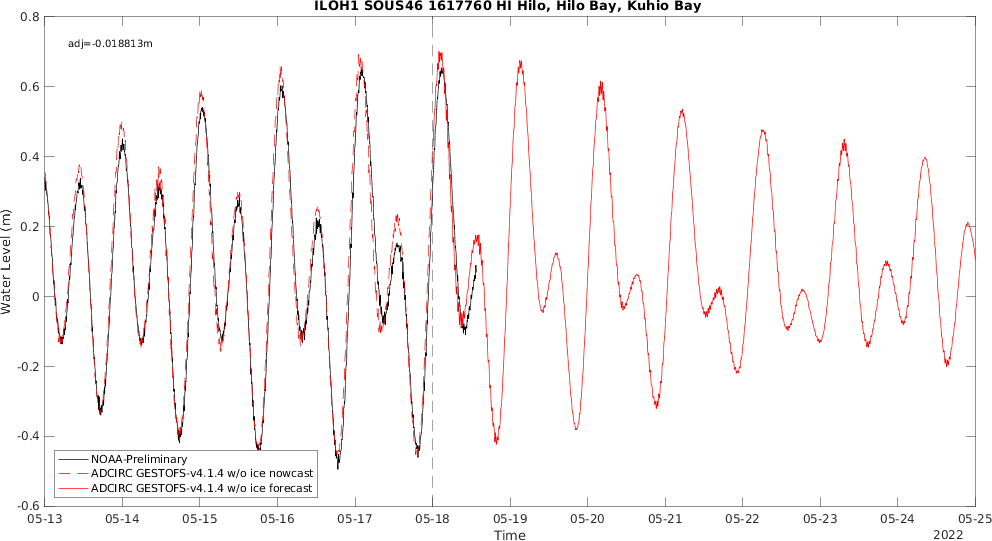 ILOH1 SOUS46 1617760 HI Hilo, Hilo Bay, Kuhio Bay
adj=-0.018813m
0.8
0.6
0.4
0.2
0
-0.2
-0.4
-0.6
Water Level (m)
NOAA-Preliminary
ADCIRC GESTOFS-v4.1.4 w/o ice nowcast
ADCIRC GESTOFS-v4.1.4 w/o ice forecast
05-13 05-14 05-15 05-16 05-17 05-18 05-19 05-20 05-21 05-22 05-23 05-24 05-25
Time
2022